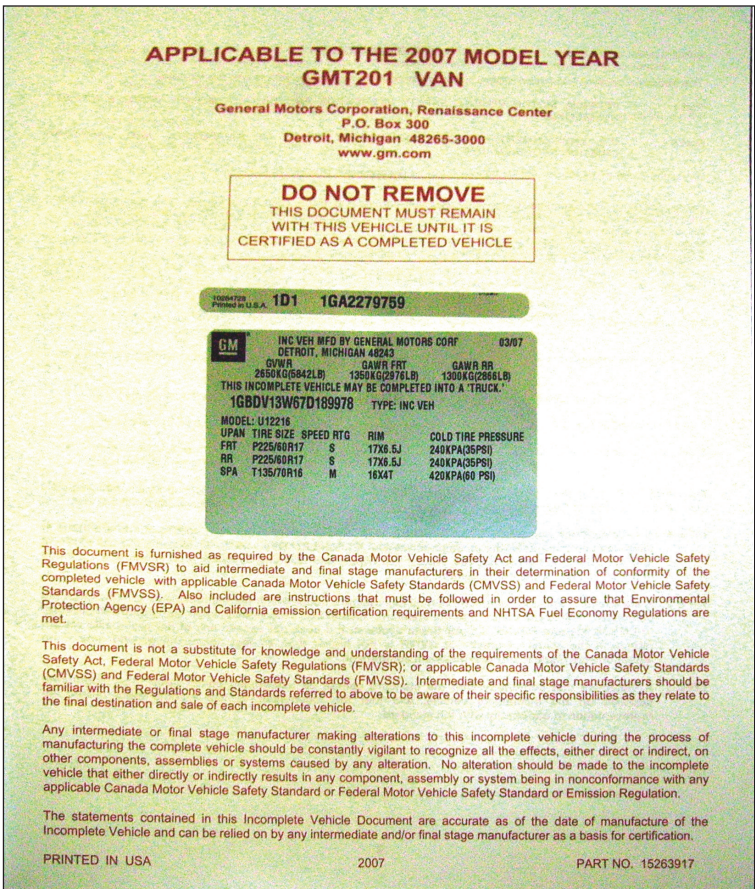 APPLICABLE TO THE 2007 MODEL YEAR
GMT201 VAN
General Motors Corporation, Renaissance Center
P.O. Box 300
Detroit, Michigan 48265-3000
www.gm.com
DO NOT REMOVE
THIS DOCUMENT MUST REMAIN
WITH THIS VEHICLE UNTIL IT IS
CERTIFIED AS A COMPLETED VEHICLE
10264728
Printed in U.S.A. 1D1 1GA2279759
GM INC VEH MFD BY GENERAL MOTORS CORP 03/07
DETROIT, MICHIGAN 48243
GVWR GAWR FRT GAWR RR
2650KG(5842LB) 1350KG(2976LB) 1300KG(2866LB)
THIS INCOMPLETE VEHICLE MAY BE COMPLETED INTO A 'TRUCK.'
1GBDV13W67D189978 TYPE: INC VEH
MODEL: U12216
UPAN TIRE SIZE SPEED RTG RIM COLD TIRE PRESSURE
FRT P225/60R17 S 17X6.5J 240KPA(35PSI)
RR P225/60R17 S 17X6.5J 240KPA(35PSI)
SPA T135/70R16 M 16X4T 420KPA(60 PSI)
This document is furnished as required by the Canada Motor Vehicle Safety Act and Federal Motor Vehicle Safety
Regulations (FMVSR) to aid intermediate and final stage manufacturers in their determination of conformity of the
completed vehicle with applicable Canada Motor Vehicle Safety Standards (CMVSS) and Federal Motor Vehicle Safety
Standards (FMVSS). Also included are instructions that must be followed in order to assure that Environmental
Protection Agency (EPA) and California emission certification requirements and NHTSA Fuel Economy Regulations are
met.
This document is not a substitute for knowledge and understanding of the requirements of the Canada Motor Vehicle
Safety Act, Federal Motor Vehicle Safety Regulations (FMVSR); or applicable Canada Motor Vehicle Safety Standards
(CMVSS) and Federal Motor Vehicle Safety Standards (FMVSS). Intermediate and final stage manufacturers should be
familiar with the Regulations and Standards referred to above to be aware of their specific responsibilities as they relate to
the final destination and sale of each incomplete vehicle.
Any intermediate or final stage manufacturer making alterations to this incomplete vehicle during the process of
manufacturing the complete vehicle should be constantly vigilant to recognize all the effects, either direct or indirect, on
other components, assemblies or systems caused by any alteration. No alteration should be made to the incomplete
vehicle that either directly or indirectly results in any component, assembly or system being in nonconformance with any
applicable Canada Motor Vehicle Safety Standard or Federal Motor Vehicle Safety Standard or Emission Regulation.
The statements contained in this Incomplete Vehicle Document are accurate as of the date of manufacture of the
Incomplete Vehicle and can be relied on by any intermediate and/or final stage manufacturer as a basis for certification.
PRINTED IN USA 2007 PART NO. 15263917